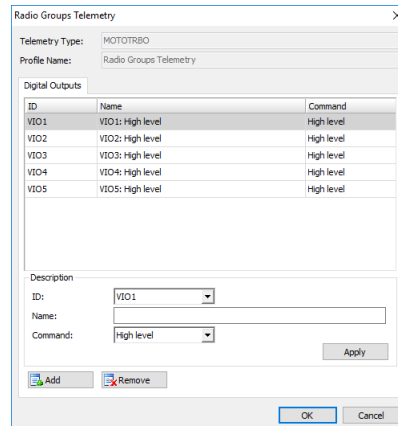 Radio Groups Telemetry
Telemetry Type: MOTOTRBO
Profile Name: Radio Groups Telemetry
Digital Outputs
ID Name Command
VIO1 VIO1: High level High level
VIO2 VIO2: High level High level
VIO3 VIO3: High level High level
VIO4 VIO4: High level High level
VIO5 VIO5: High level High level
Description
ID: VIO1
Name:
Command: High level
Apply
Add Remove
OK Cancel